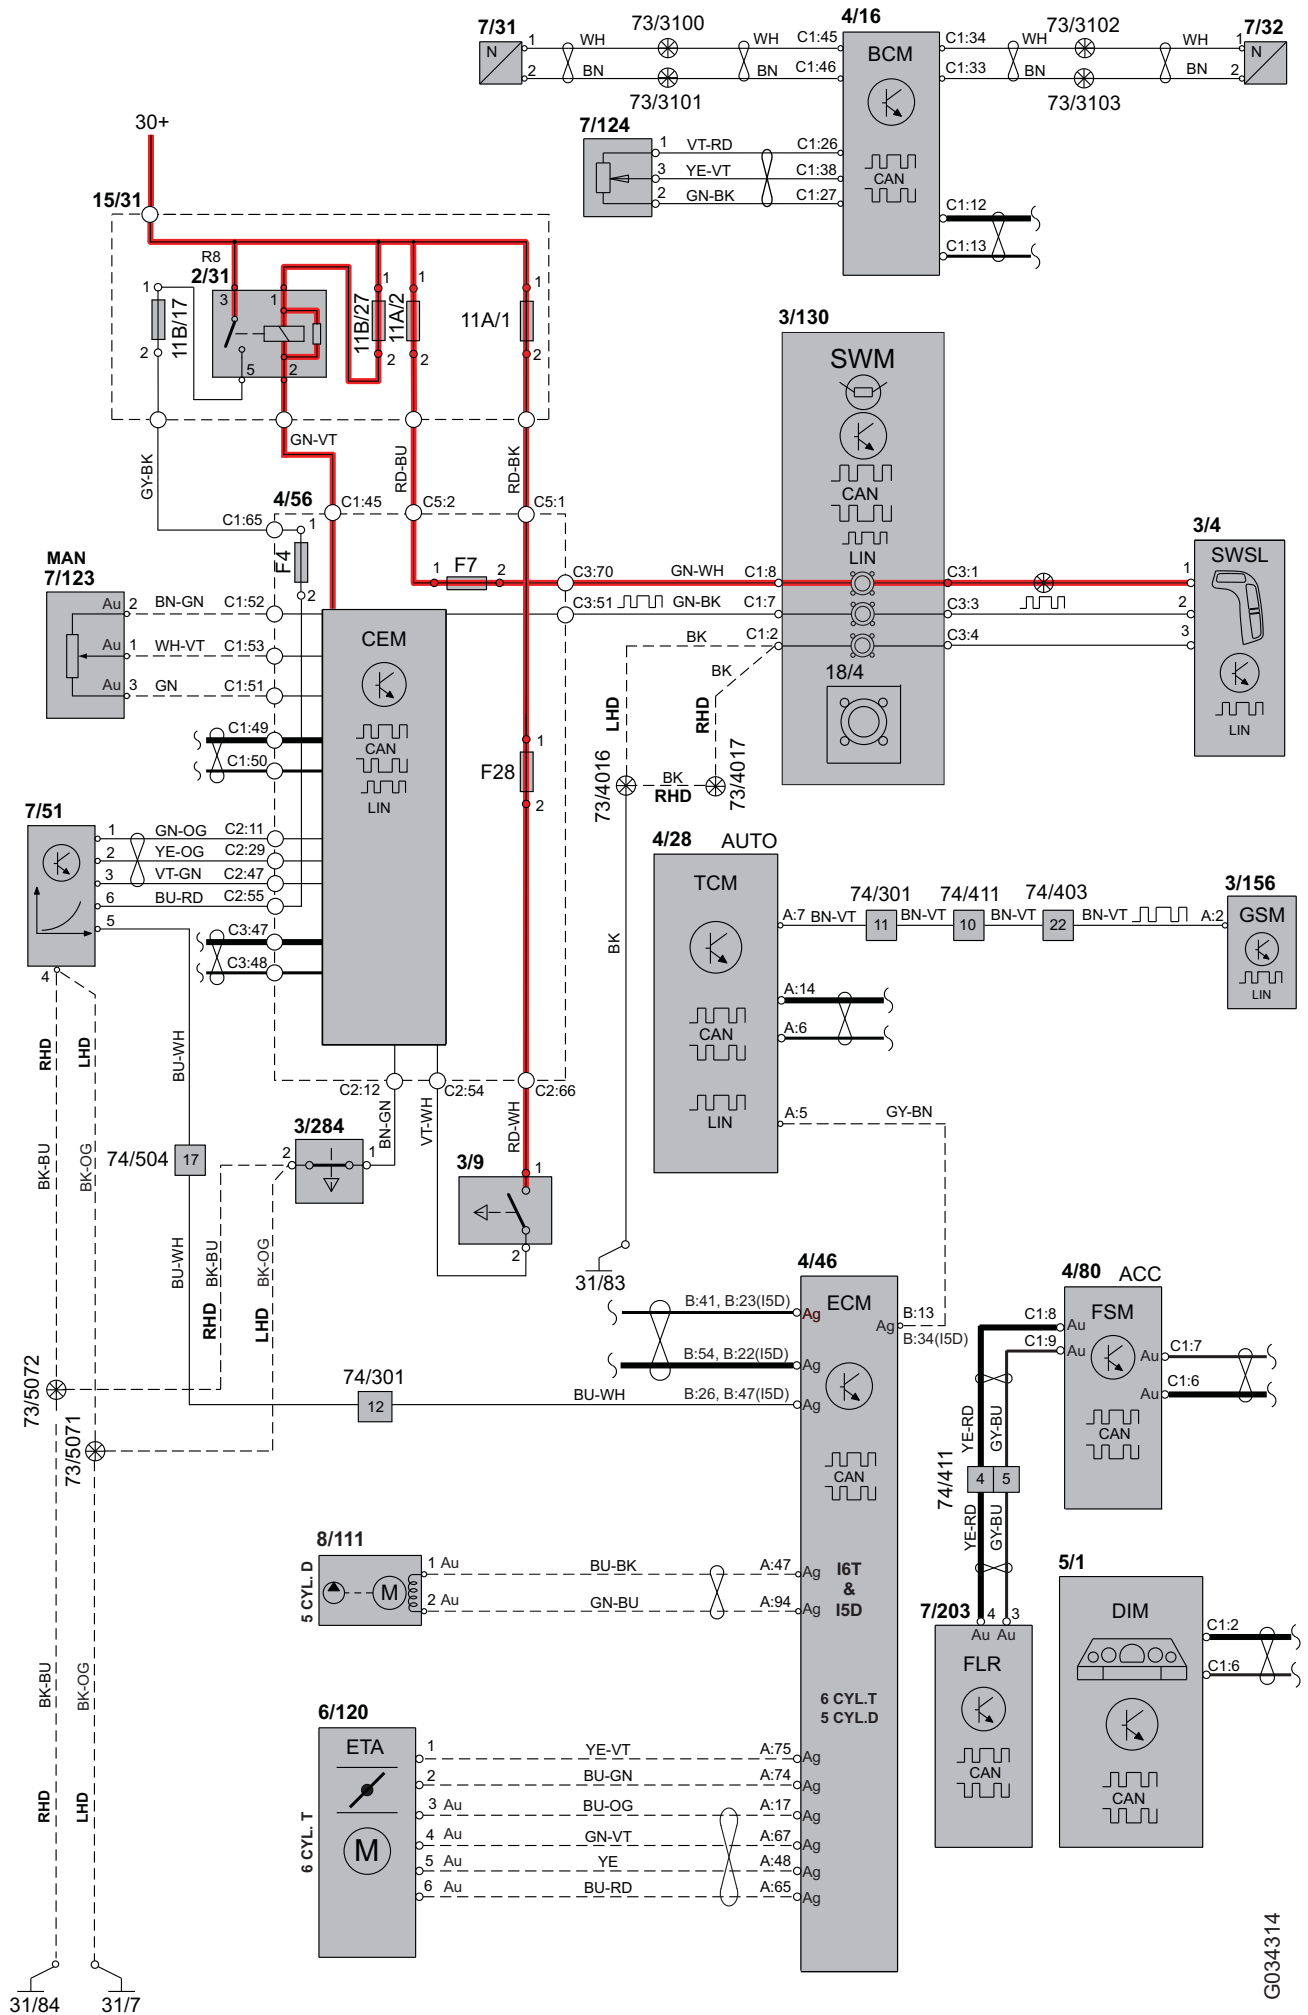 7/31
73/3100
4/16
73/3102
7/32
N
1 WH WH C1:45
BCM
C1:34 WH WH 1
N
2 BN BN C1:46
C1:33 BN BN 2
73/3101
73/3103
7/124
1 VT-RD C1:26
3 YE-VT C1:38
2 GN-BK C1:27
CAN
C1:12
C1:13
30+
15/31
R8
2/31
3 1
5 2
1
11B/17
2
1
11B/27
2
1
11A/2
2
1
11A/1
2
GN-VT
GY-BK
RD-BU
RD-BK
4/56
C1:45
C5:2
C5:1
C1:65
1
F4
2
3/130
SWM
CAN
LIN
18/4
3/4
SWSL
LIN
1 F7 2
C3:70 GN-WH C1:8
C3:1
1
C3:51 GN-BK C1:7
C3:3
2
BK C1:2
C3:4
3
BK
LHD
RHD
73/4016
BK
RHD
73/4017
BK
MAN
7/123
Au 2 BN-GN C1:52
Au 1 WH-VT C1:53
Au 3 GN C1:51
CEM
CAN
LIN
C1:49
C1:50
1
F28
2
7/51
1 GN-OG C2:11
2 YE-OG C2:29
3 VT-GN C2:47
6 BU-RD C2:55
5
4
C3:47
C3:48
4/28 AUTO
TCM
CAN
LIN
A:7 BN-VT
74/301
11
BN-VT
74/411
10
BN-VT
74/403
22
BN-VT A:2
3/156
GSM
LIN
A:14
A:6
A:5 GY-BN
RHD
LHD
BK-BU
BK-OG
BU-WH
74/504 17
BU-WH
C2:12
C2:54
C2:66
BN-GN
VT-WH
RD-WH
3/284
2 1
3/9
1
2
BK-BU
RHD
BK-OG
LHD
73/5072
73/5071
31/83
4/46
ECM
CAN
I6T
&
I5D
6 CYL.T
5 CYL.D
B:41, B:23(I5D) Ag
B:54, B:22(I5D) Ag
BU-WH B:26, B:47(I5D) Ag
74/301
12
Ag B:13
B:34(I5D)
4/80 ACC
FSM
CAN
C1:8 Au
C1:9 Au
Au C1:7
Au C1:6
YE-RD
GY-BU
74/411 4 5
YE-RD
GY-BU
7/203
4 3
Au Au
FLR
CAN
5/1
DIM
CAN
C1:2
C1:6
8/111
5 CYL. D
M
1 Au BU-BK A:47 Ag
2 Au GN-BU A:94 Ag
6/120
6 CYL. T
ETA
M
1 YE-VT A:75 Ag
2 BU-GN A:74 Ag
3 Au BU-OG A:17 Ag
4 Au GN-VT A:67 Ag
5 Au YE A:48 Ag
6 Au BU-RD A:65 Ag
BK-BU
BK-OG
RHD
LHD
31/84
31/7
G034314